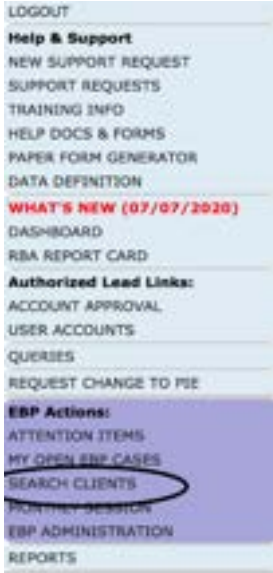 LOGOUT
Help & Support
NEW SUPPORT REQUEST
SUPPORT REQUESTS
TRAINING INFO
HELP DOCS & FORMS
PAPER FORM GENERATOR
DATA DEFINITION
WHAT'S NEW (07/07/2020)
DASHBOARD
RBA REPORT CARD
Authorized Lead Links:
ACCOUNT APPROVAL
USER ACCOUNTS
QUERIES
REQUEST CHANGE TO PIE
EBP Actions:
ATTENTION ITEMS
MY OPEN EBP CASES
SEARCH CLIENTS
MONTHLY SESSION
EBP ADMINISTRATION
REPORTS